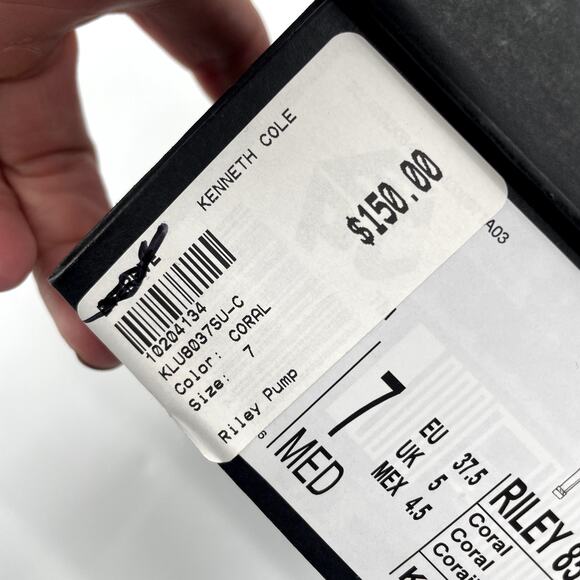 KENNETH COLE
$150.00
10204134
KLU8037SU-C
Color: CORAL
Size: 7
Riley Pump
A03
7
MED
EU 37.5
UK 5
MEX 4.5
RILEY 85
Coral
Coral